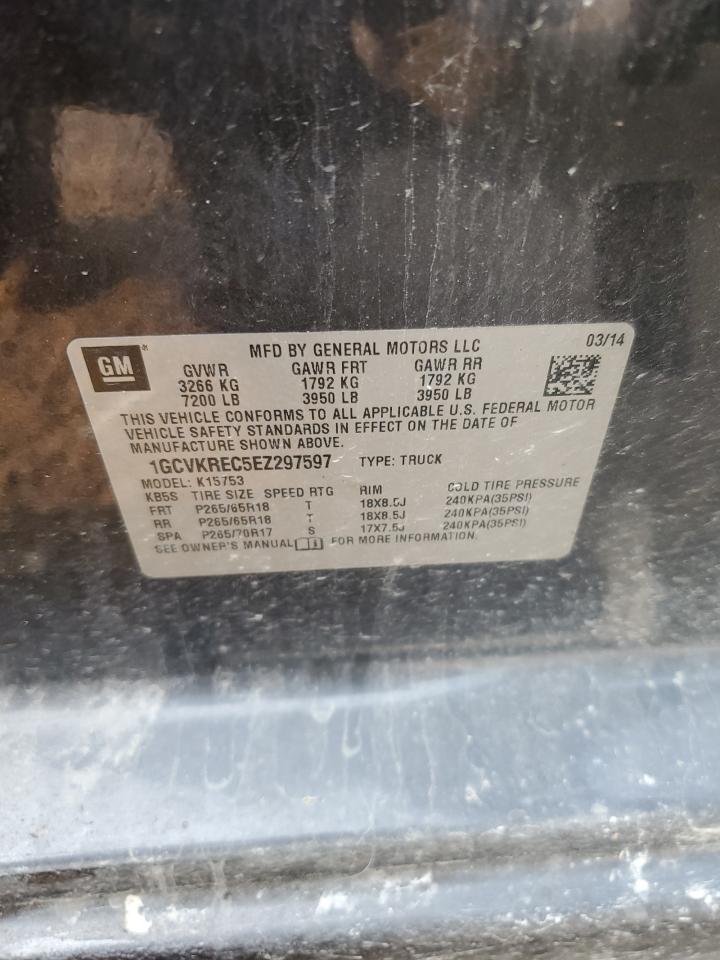 GM MFD BY GENERAL MOTORS LLC 03/14
GVWR GAWR FRT GAWR RR
3266 KG 1792 KG 1792 KG
7200 LB 3950 LB 3950 LB
THIS VEHICLE CONFORMS TO ALL APPLICABLE U.S. FEDERAL MOTOR
VEHICLE SAFETY STANDARDS IN EFFECT ON THE DATE OF
MANUFACTURE SHOWN ABOVE.
1GCVKREC5EZ297597 TYPE: TRUCK
MODEL: K15753
KB5S TIRE SIZE SPEED RTG RIM COLD TIRE PRESSURE
FRT P265/65R18 T 18X8.5J 240KPA(35PSI)
RR P265/65R18 T 18X8.5J 240KPA(35PSI)
SPA P265/70R17 S 17X7.5J 240KPA(35PSI)
SEE OWNER'S MANUAL FOR MORE INFORMATION.